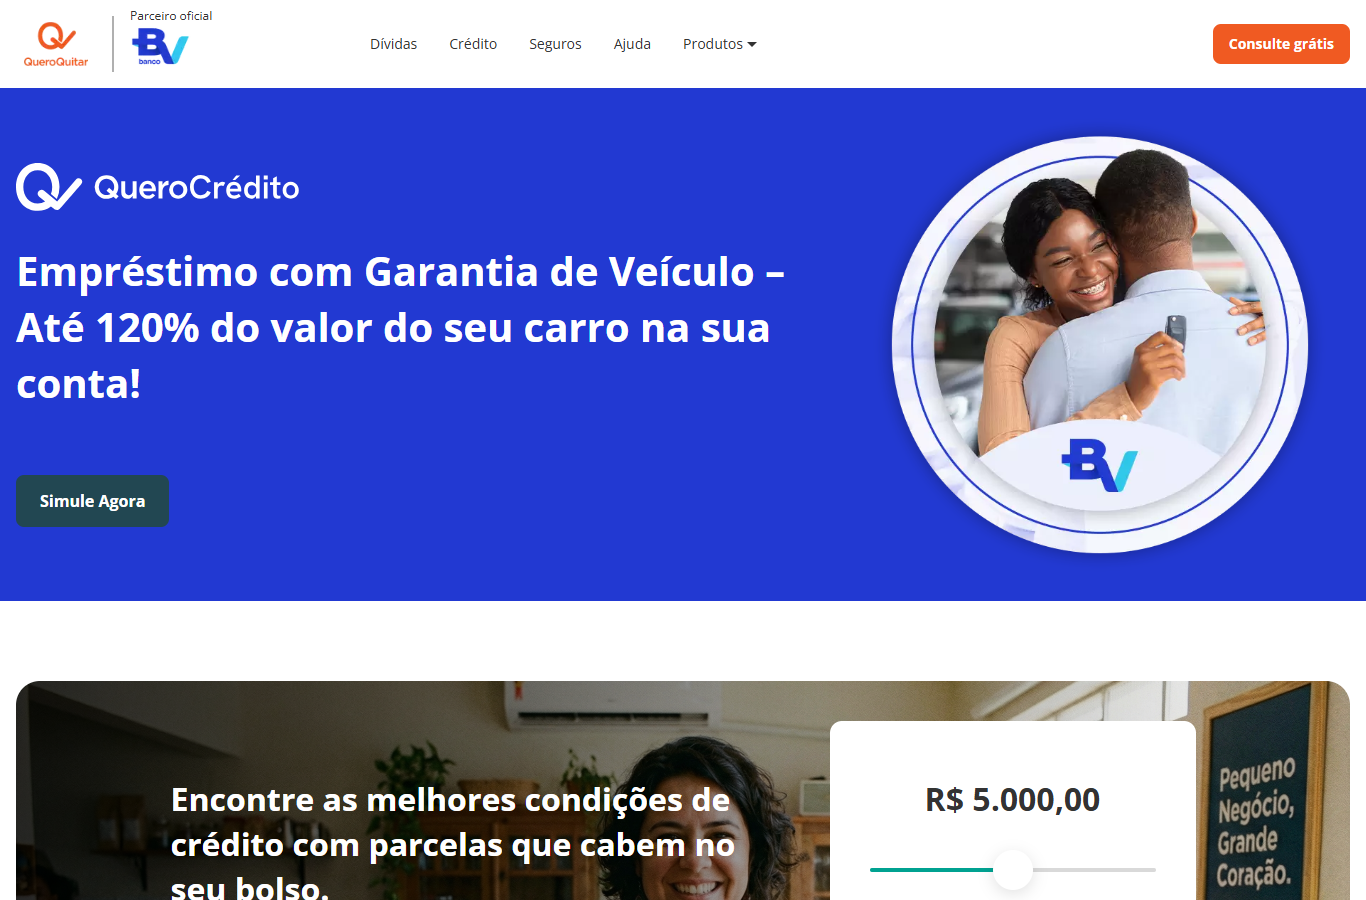 QueroQuitar
Parceiro oficial
BV
banco
Dívidas
Crédito
Seguros
Ajuda
Produtos
Consulte grátis
QueroCrédito
Empréstimo com Garantia de Veículo –
Até 120% do valor do seu carro na sua
conta!
Simule Agora
BV
Encontre as melhores condições de
crédito com parcelas que cabem no
seu bolso.
R$ 5.000,00
Pequeno
Negócio,
Grande
Coração.